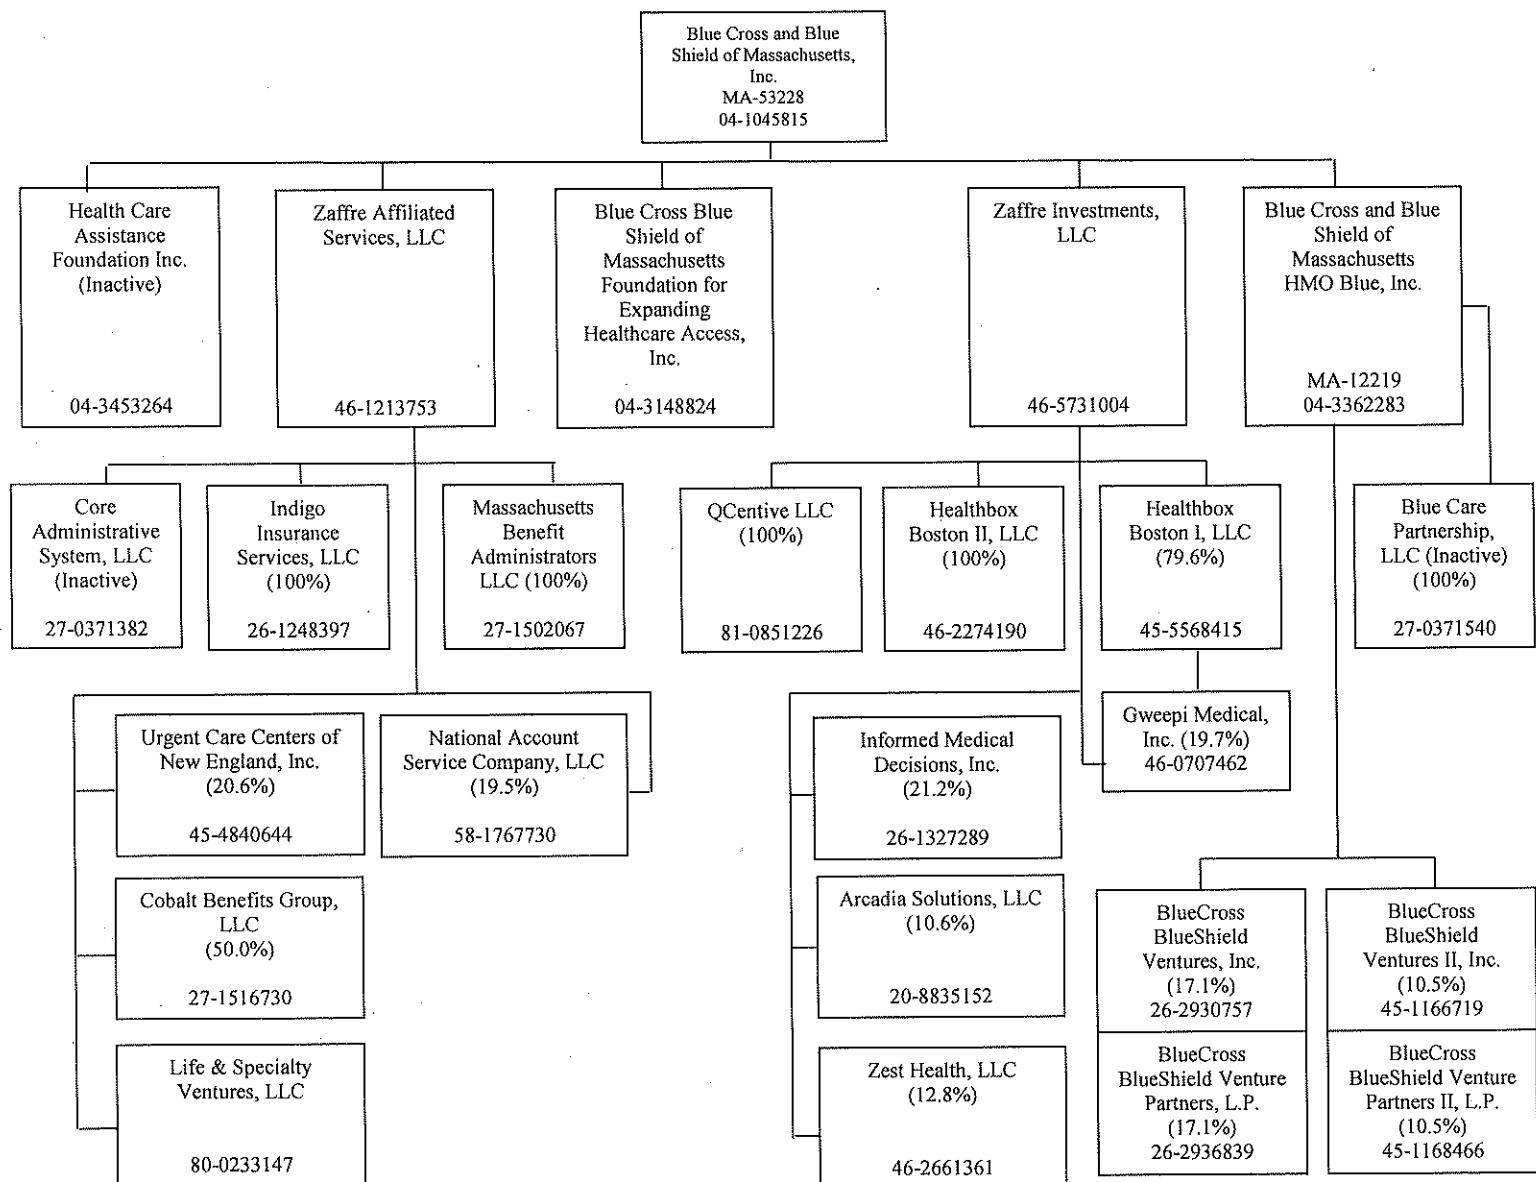 Blue Cross and Blue
Shield of Massachusetts,
Inc.
MA-53228
04-1045815
Health Care
Assistance
Foundation Inc.
(Inactive)
04-3453264
Zaffre Affiliated
Services, LLC
46-1213753
Blue Cross Blue
Shield of
Massachusetts
Foundation for
Expanding
Healthcare Access,
Inc.
04-3148824
Zaffre Investments,
LLC
46-5731004
Blue Cross and Blue
Shield of
Massachusetts
HMO Blue, Inc.
MA-12219
04-3362283
Core
Administrative
System, LLC
(Inactive)
27-0371382
Indigo
Insurance
Services, LLC
(100%)
26-1248397
Massachusetts
Benefit
Administrators
LLC (100%)
27-1502067
QCentive LLC
(100%)
81-0851226
Healthbox
Boston II, LLC
(100%)
46-2274190
Healthbox
Boston I, LLC
(79.6%)
45-5568415
Blue Care
Partnership,
LLC (Inactive)
(100%)
27-0371540
Urgent Care Centers of
New England, Inc.
(20.6%)
45-4840644
National Account
Service Company, LLC
(19.5%)
58-1767730
Informed Medical
Decisions, Inc.
(21.2%)
26-1327289
Gweepi Medical,
Inc. (19.7%)
46-0707462
Cobalt Benefits Group,
LLC
(50.0%)
27-1516730
Arcadia Solutions, LLC
(10.6%)
20-8835152
BlueCross
BlueShield
Ventures, Inc.
(17.1%)
26-2930757
BlueCross
BlueShield
Ventures II, Inc.
(10.5%)
45-1166719
Life & Specialty
Ventures, LLC
80-0233147
Zest Health, LLC
(12.8%)
46-2661361
BlueCross
BlueShield Venture
Partners, L.P.
(17.1%)
26-2936839
BlueCross
BlueShield Venture
Partners II, L.P.
(10.5%)
45-1168466